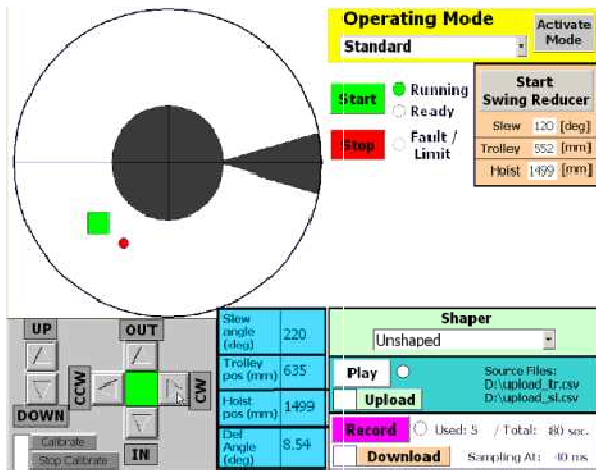 Operating Mode
Standard
Activate
Mode
Start
Running
Ready
Stop
Fault /
Limit
Start
Swing Reducer
Slew 120 [deg]
Trolley 552 [mm]
Hoist 1499 [mm]
UP
OUT
CCW
CW
DOWN
IN
Calibrate
Stop Calibrate
Slew
angle
(deg)
220
Trolley
pos (mm)
635
Hoist
pos (mm)
1499
Del
Angle
(deg)
8.54
Shaper
Unshaped
Play
Upload
Source Files:
D:\upload_tr.csv
D:\upload_sl.csv
Record
Used: 5 / Total: sec.
Download
Sampling At: 40 ms